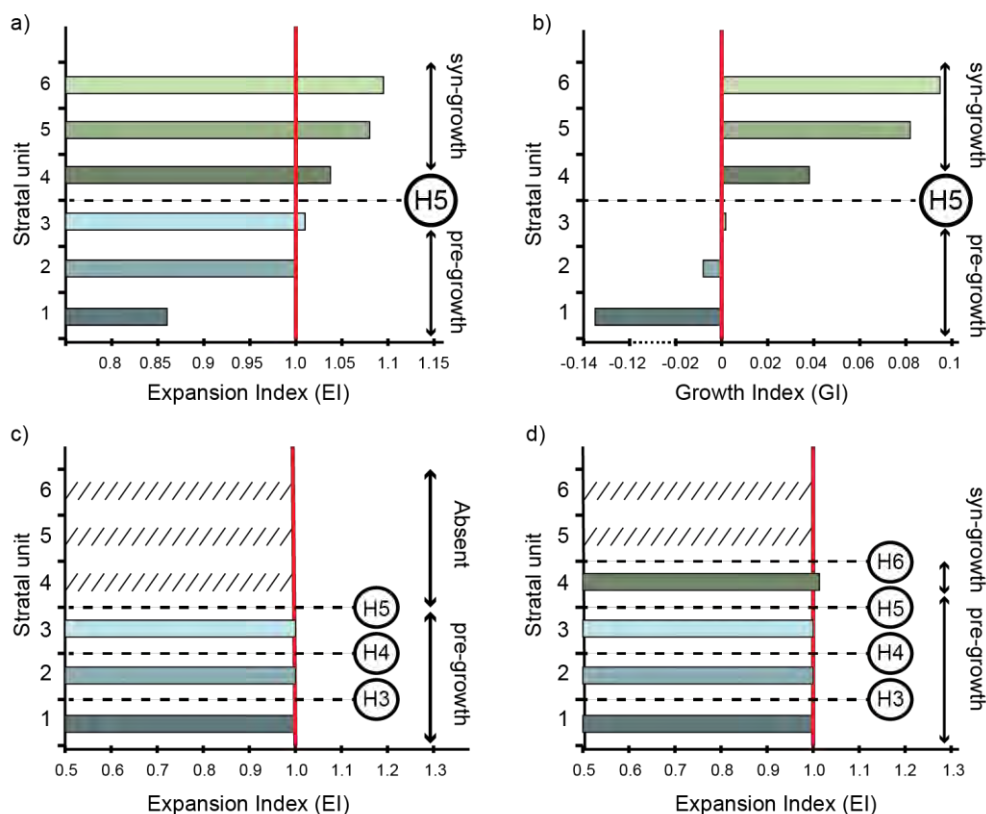 a)
6
5
4
3
2
1
Stratal unit
0.8 0.85 0.9 0.95 1.0 1.05 1.10 1.15
Expansion Index (EI)
syn-growth
H5
pre-growth
b)
6
5
4
3
2
1
Stratal unit
-0.14 -0.12 -0.02 0 0.02 0.04 0.06 0.08 0.1
Growth Index (GI)
syn-growth
H5
pre-growth
c)
6
5
4
3
2
1
Stratal unit
0.5 0.6 0.7 0.8 0.9 1.0 1.1 1.2 1.3
Expansion Index (EI)
Absent
H5
H4
H3
pre-growth
d)
6
5
4
3
2
1
Stratal unit
0.5 0.6 0.7 0.8 0.9 1.0 1.1 1.2 1.3
Expansion Index (EI)
syn-growth
H6
H5
H4
H3
pre-growth